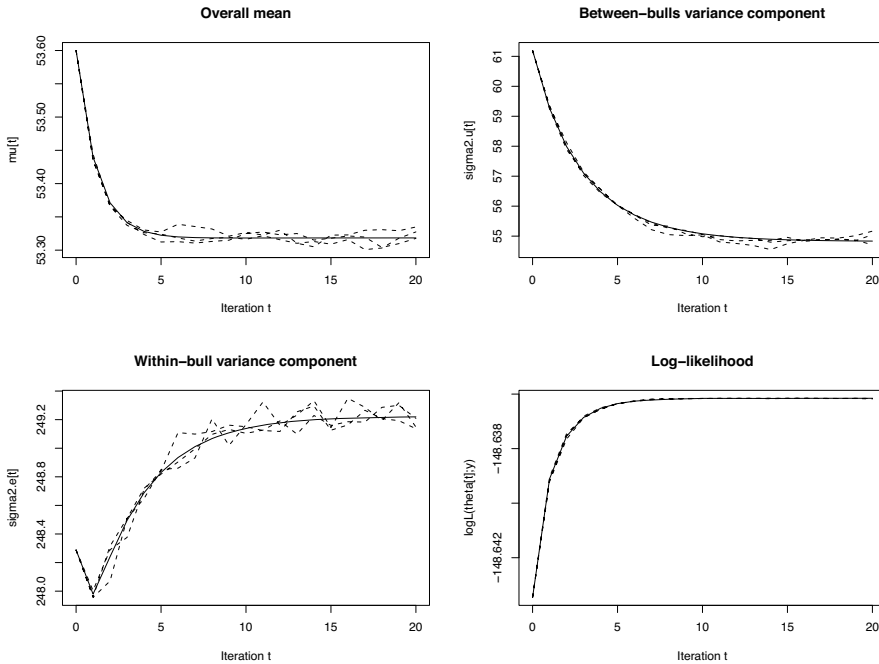 Overall mean
mu[t]
53.60
53.50
53.40
53.30
0 5 10 15 20
Iteration t
Between−bulls variance component
sigma2.u[t]
61
60
59
58
57
56
55
0 5 10 15 20
Iteration t
Within−bull variance component
sigma2.e[t]
249.2
248.8
248.4
248.0
0 5 10 15 20
Iteration t
Log−likelihood
logL(theta[t];y)
−148.638
−148.642
0 5 10 15 20
Iteration t